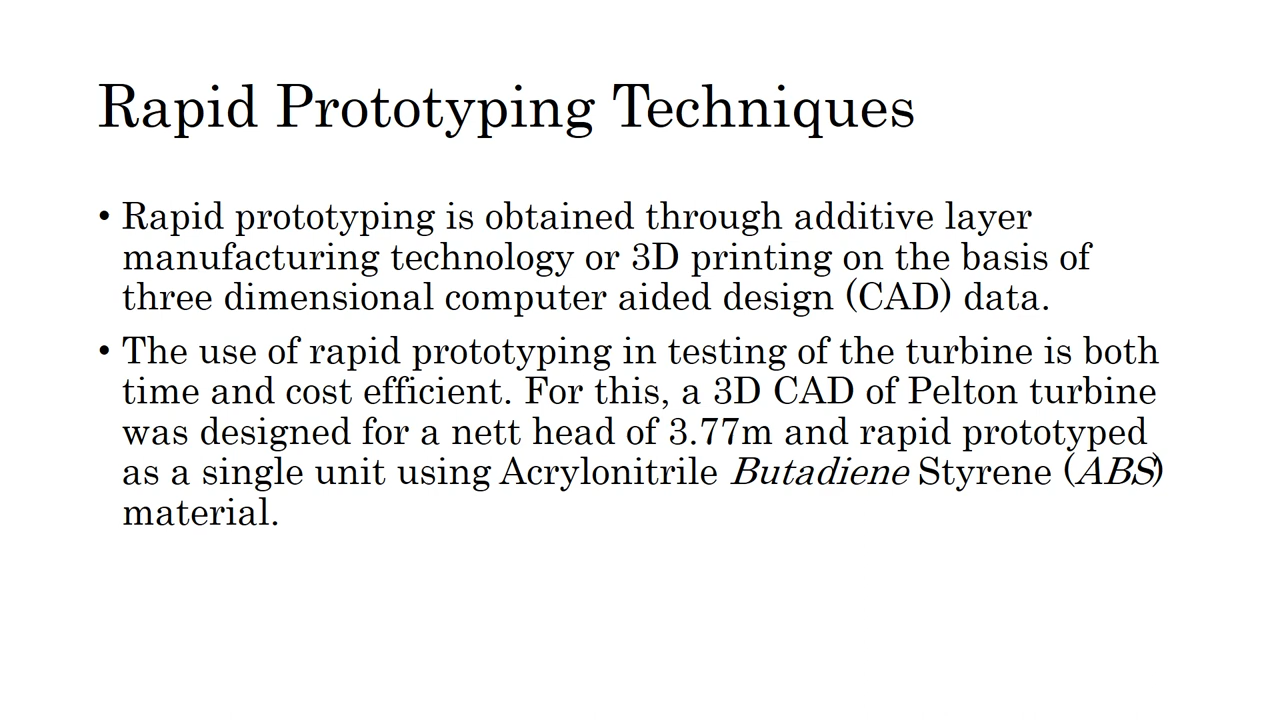 Rapid Prototyping Techniques
• Rapid prototyping is obtained through additive layer
manufacturing technology or 3D printing on the basis of
three dimensional computer aided design (CAD) data.
• The use of rapid prototyping in testing of the turbine is both
time and cost efficient. For this, a 3D CAD of Pelton turbine
was designed for a nett head of 3.77m and rapid prototyped
as a single unit using Acrylonitrile Butadiene Styrene (ABS)
material.